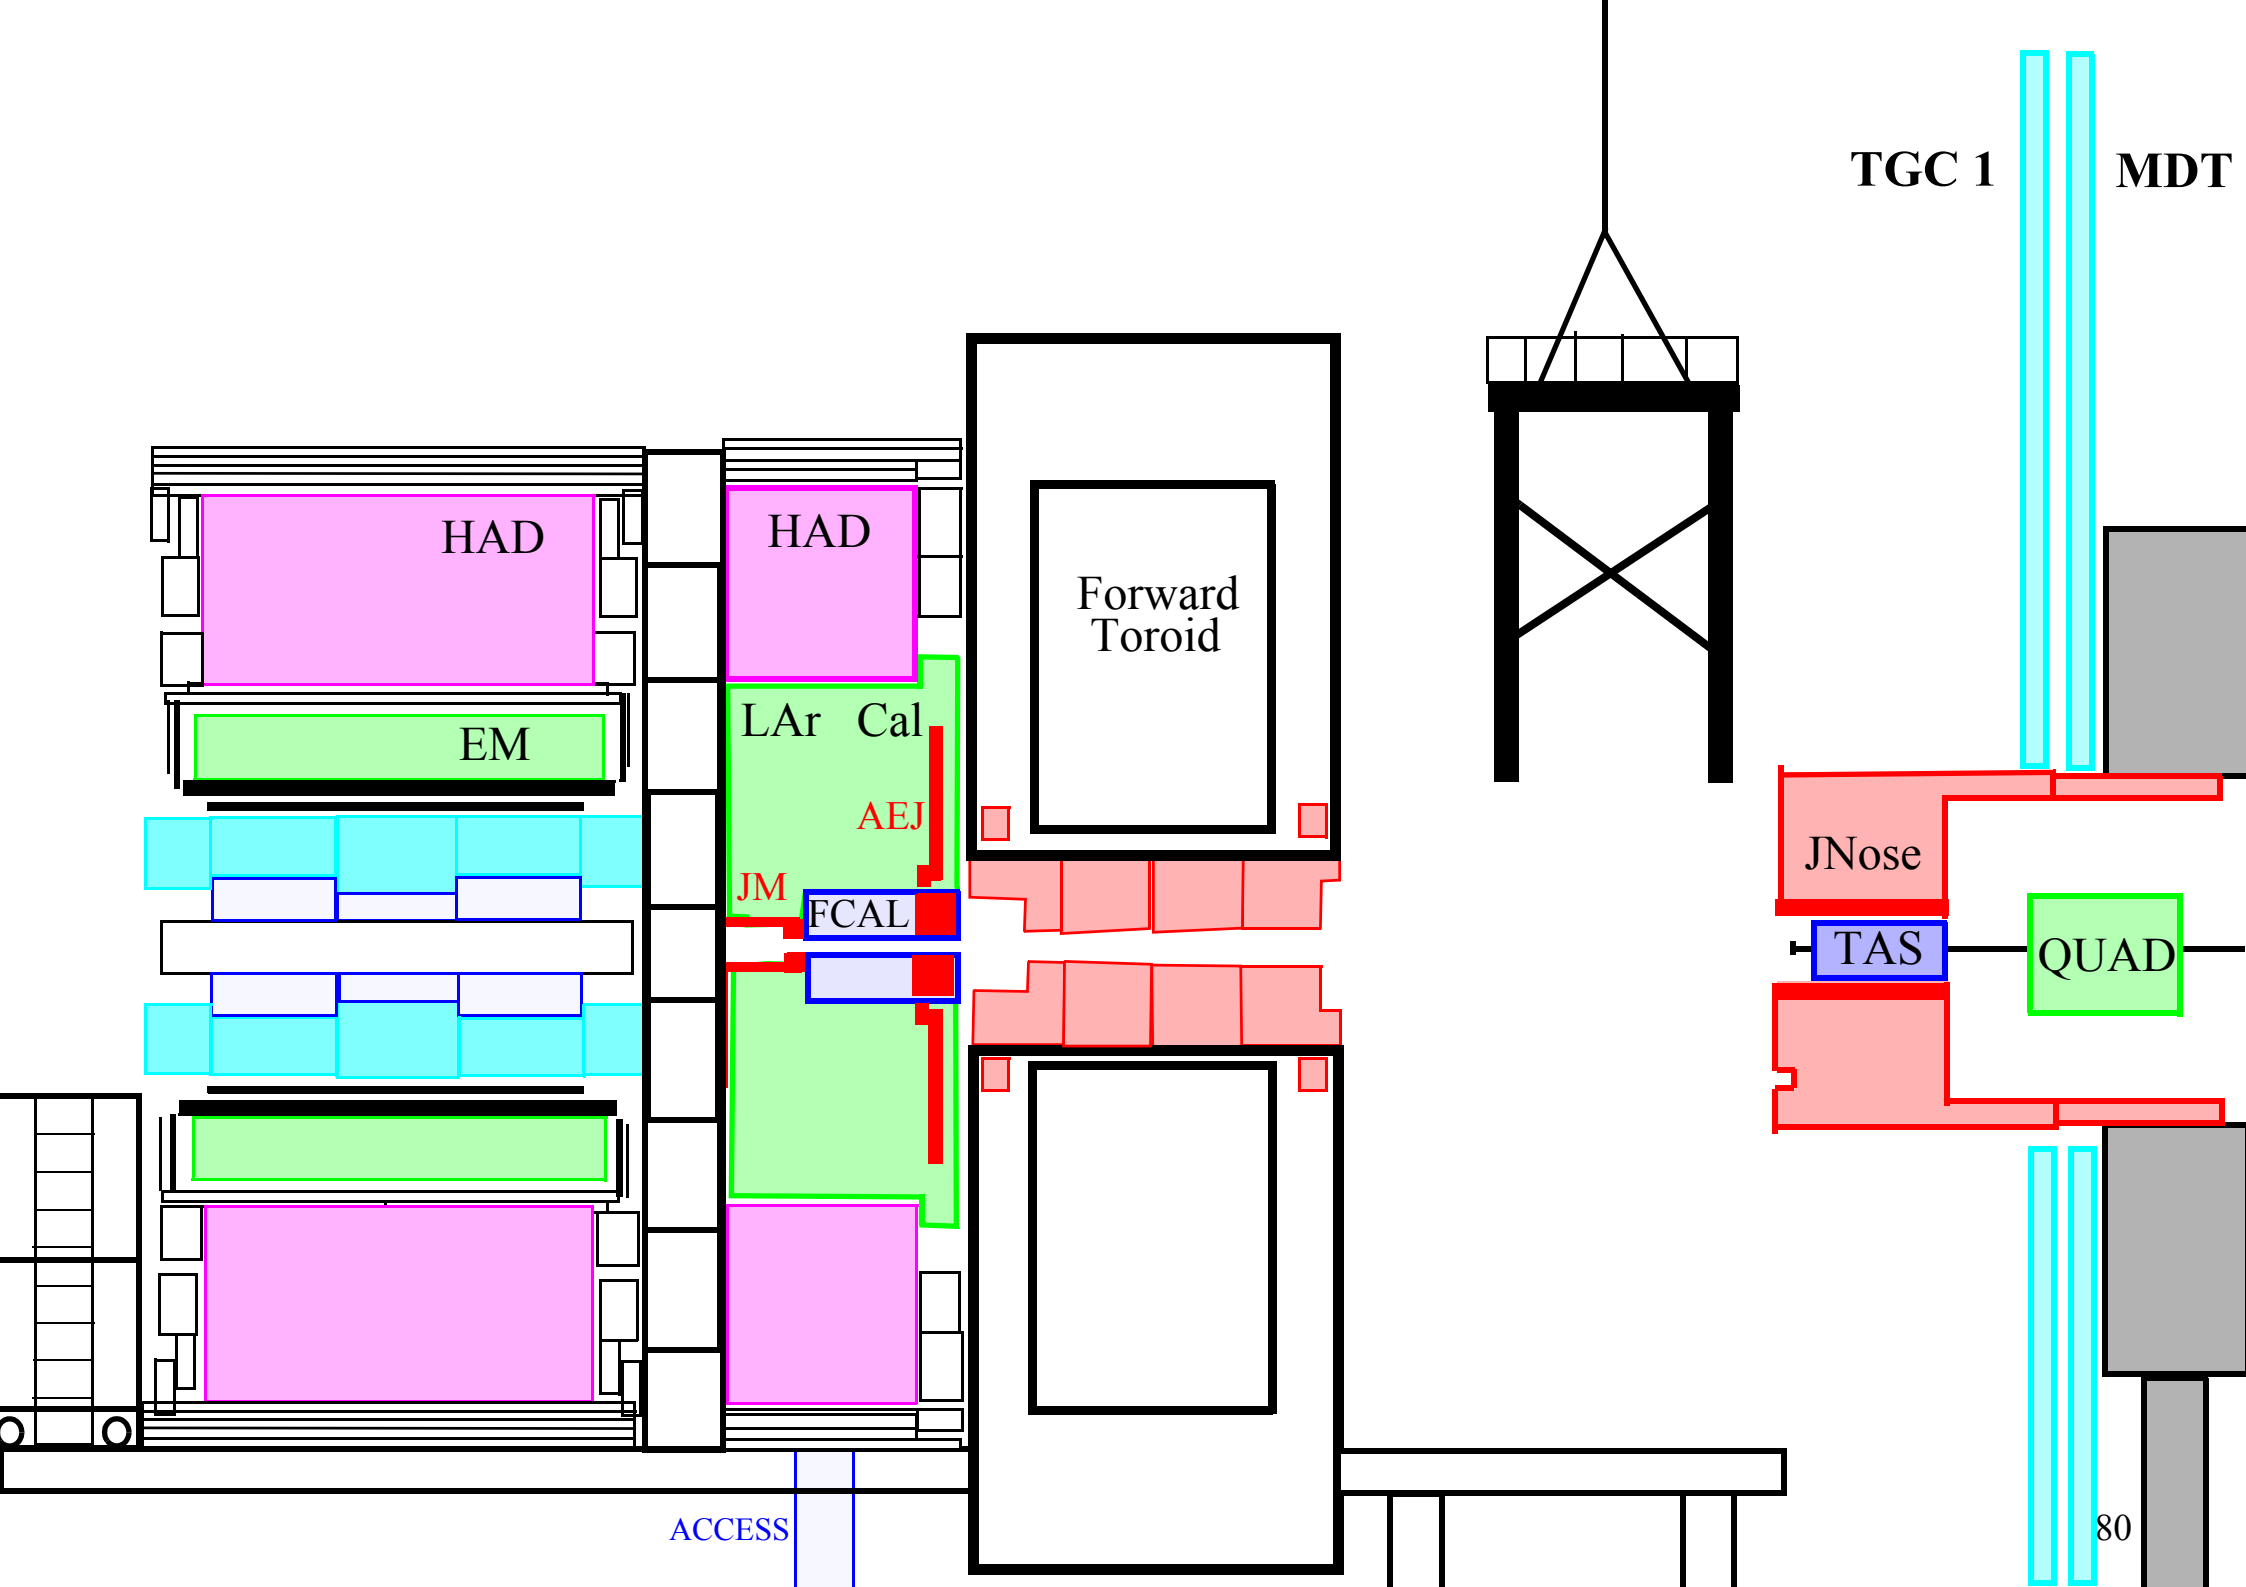 TGC 1
MDT
HAD
HAD
Forward
Toroid
LAr Cal
EM
AEJ
JNose
JM
FCAL
TAS
QUAD
ACCESS
80